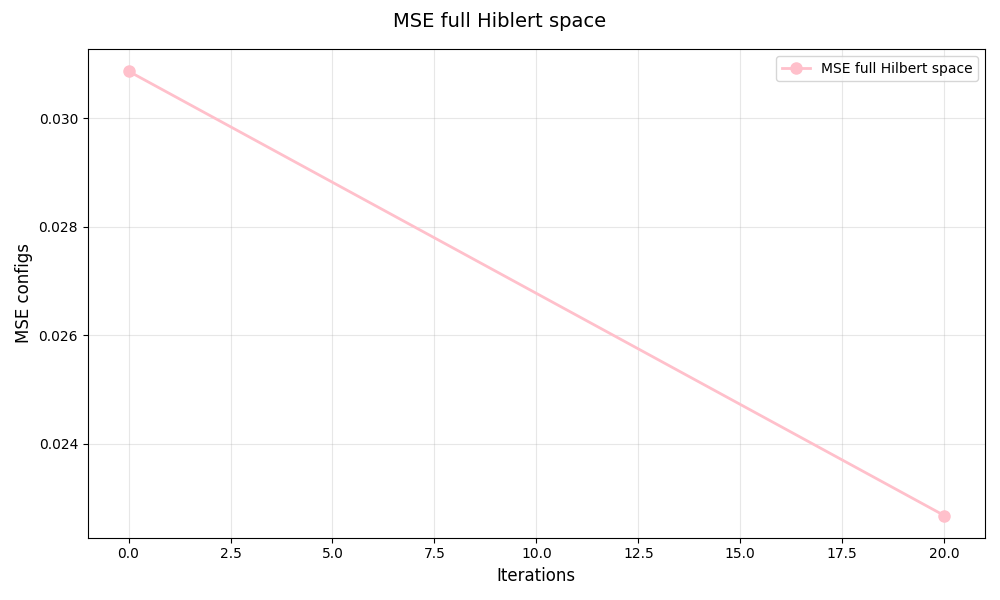 MSE full Hiblert space
MSE full Hilbert space
MSE configs
0.030
0.028
0.026
0.024
0.0 2.5 5.0 7.5 10.0 12.5 15.0 17.5 20.0
Iterations